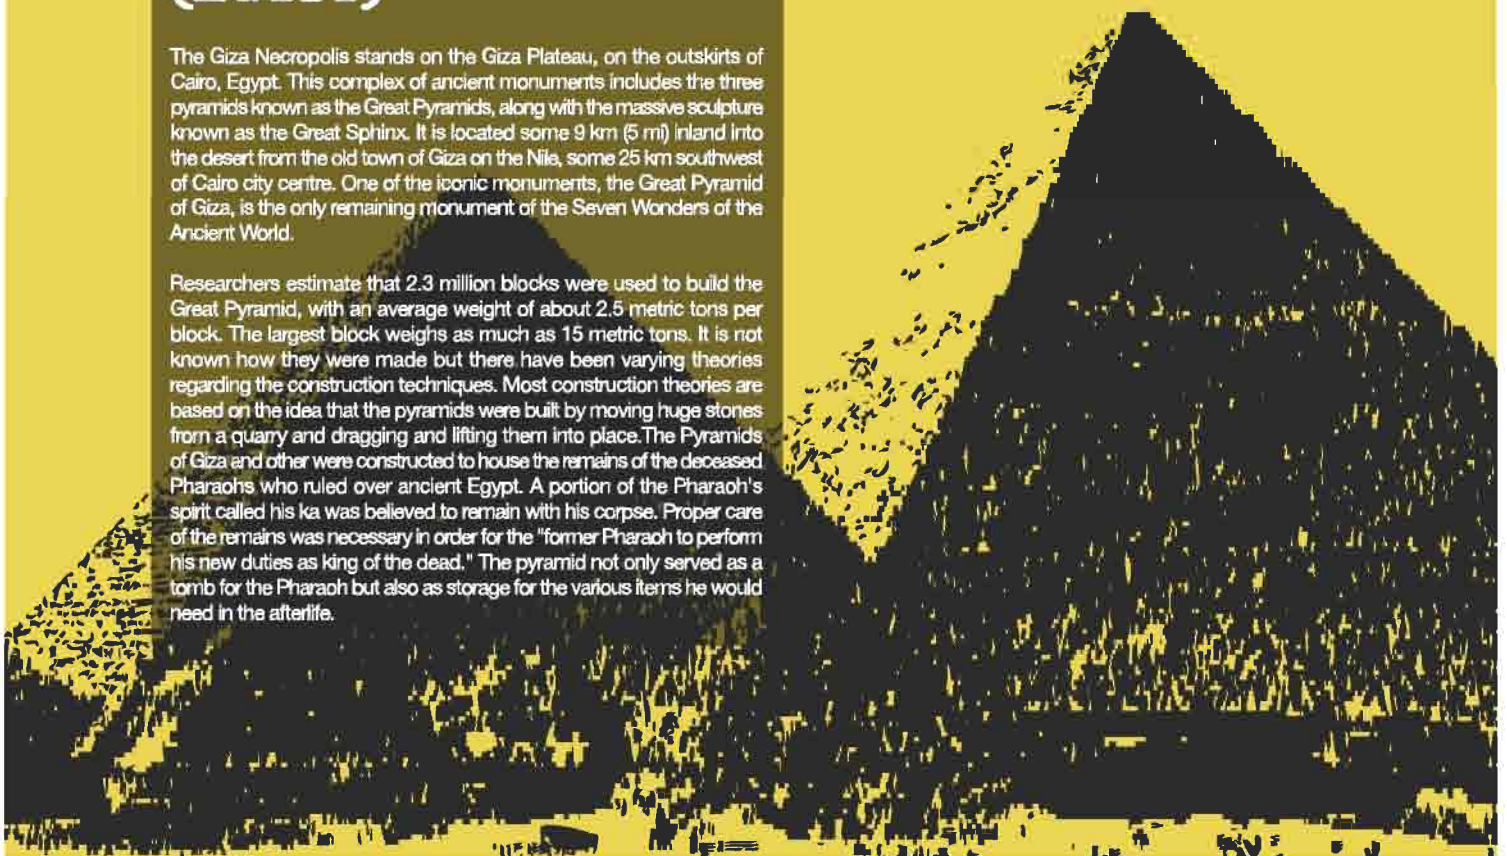 The Giza Necropolis stands on the Giza Plateau, on the outskirts of
Cairo, Egypt. This complex of ancient monuments includes the three
pyramids known as the Great Pyramids, along with the massive sculpture
known as the Great Sphinx. It is located some 9 km (5 mi) inland into
the desert from the old town of Giza on the Nile, some 25 km southwest
of Cairo city centre. One of the iconic monuments, the Great Pyramid
of Giza, is the only remaining monument of the Seven Wonders of the
Ancient World.
Researchers estimate that 2.3 million blocks were used to build the
Great Pyramid, with an average weight of about 2.5 metric tons per
block. The largest block weighs as much as 15 metric tons. It is not
known how they were made but there have been varying theories
regarding the construction techniques. Most construction theories are
based on the idea that the pyramids were built by moving huge stones
from a quarry and dragging and lifting them into place.The Pyramids
of Giza and other were constructed to house the remains of the deceased
Pharaohs who ruled over ancient Egypt. A portion of the Pharaoh's
spirit called his ka was believed to remain with his corpse. Proper care
of the remains was necessary in order for the "former Pharaoh to perform
his new duties as king of the dead." The pyramid not only served as a
tomb for the Pharaoh but also as storage for the various items he would
need in the afterlife.